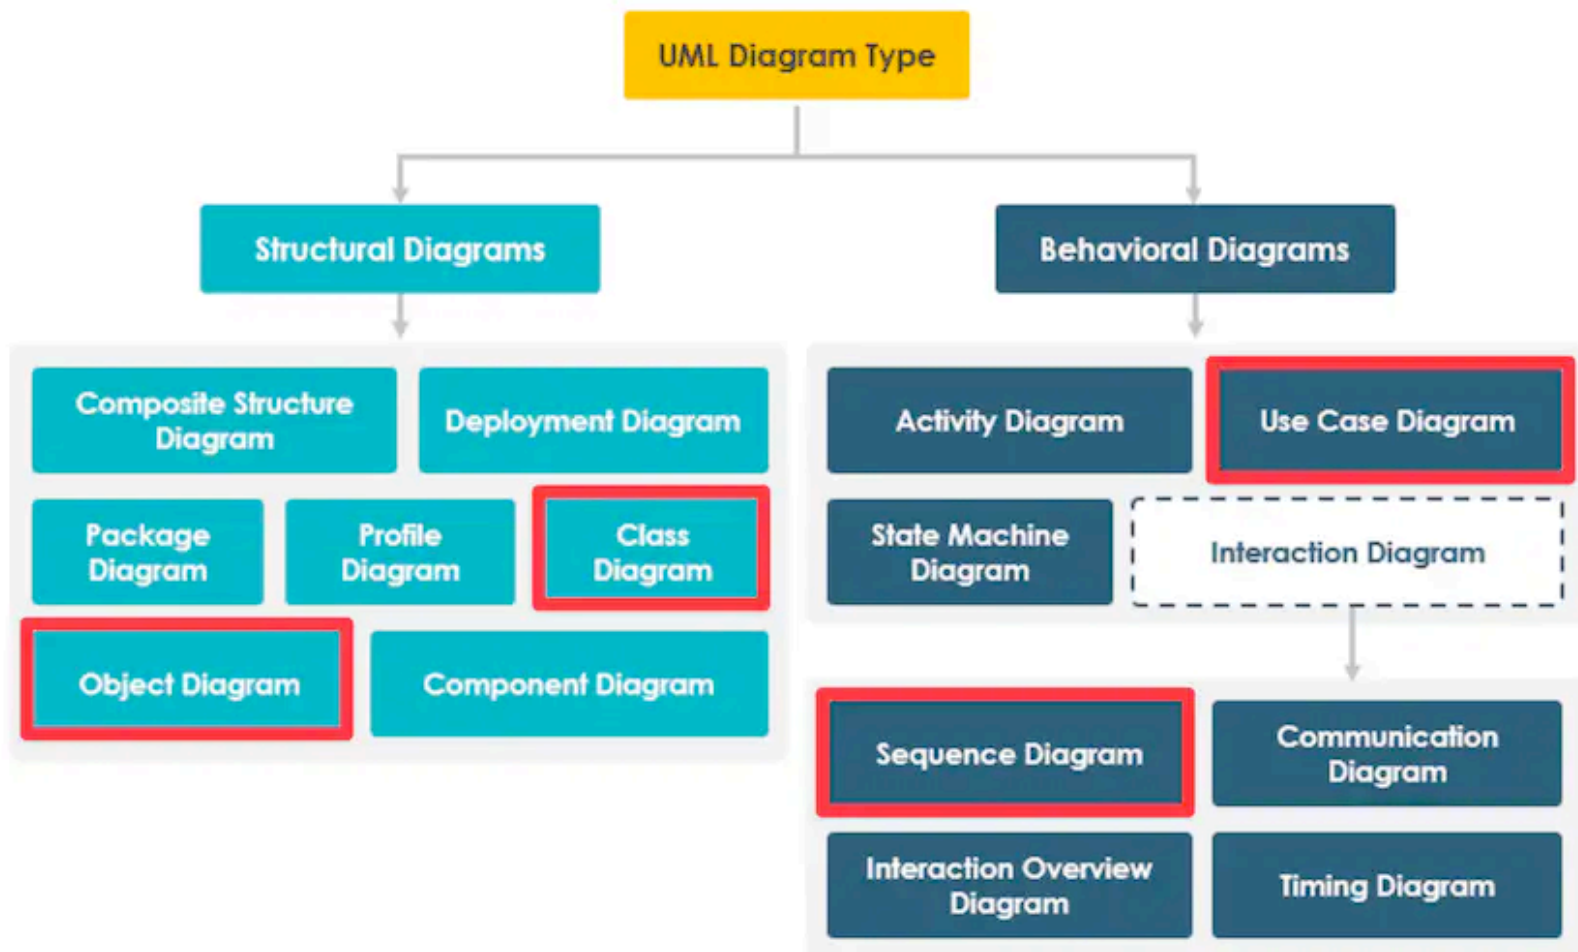 UML Diagram Type
Structural Diagrams
Behavioral Diagrams
Composite Structure
Diagram
Deployment Diagram
Package
Diagram
Profile
Diagram
Class
Diagram
Object Diagram
Component Diagram
Activity Diagram
Use Case Diagram
State Machine
Diagram
Interaction Diagram
Sequence Diagram
Communication
Diagram
Interaction Overview
Diagram
Timing Diagram